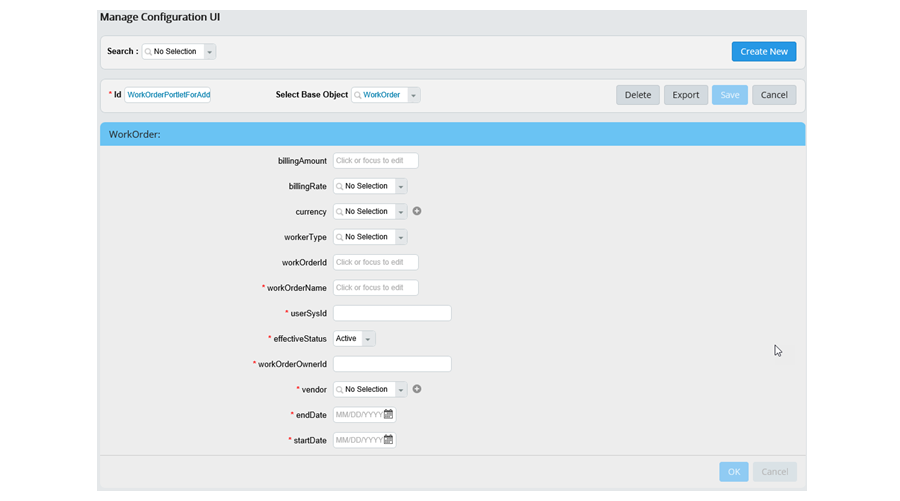 Manage Configuration UI
Search : No Selection Create New
* Id WorkOrderPortletForAdd Select Base Object WorkOrder Delete Export Save Cancel
WorkOrder:
billingAmount Click or focus to edit
billingRate No Selection
currency No Selection
workerType No Selection
workOrderId Click or focus to edit
* workOrderName Click or focus to edit
* userSysId
* effectiveStatus Active
* workOrderOwnerId
* vendor No Selection
* endDate MM/DD/YYYY
* startDate MM/DD/YYYY
OK Cancel